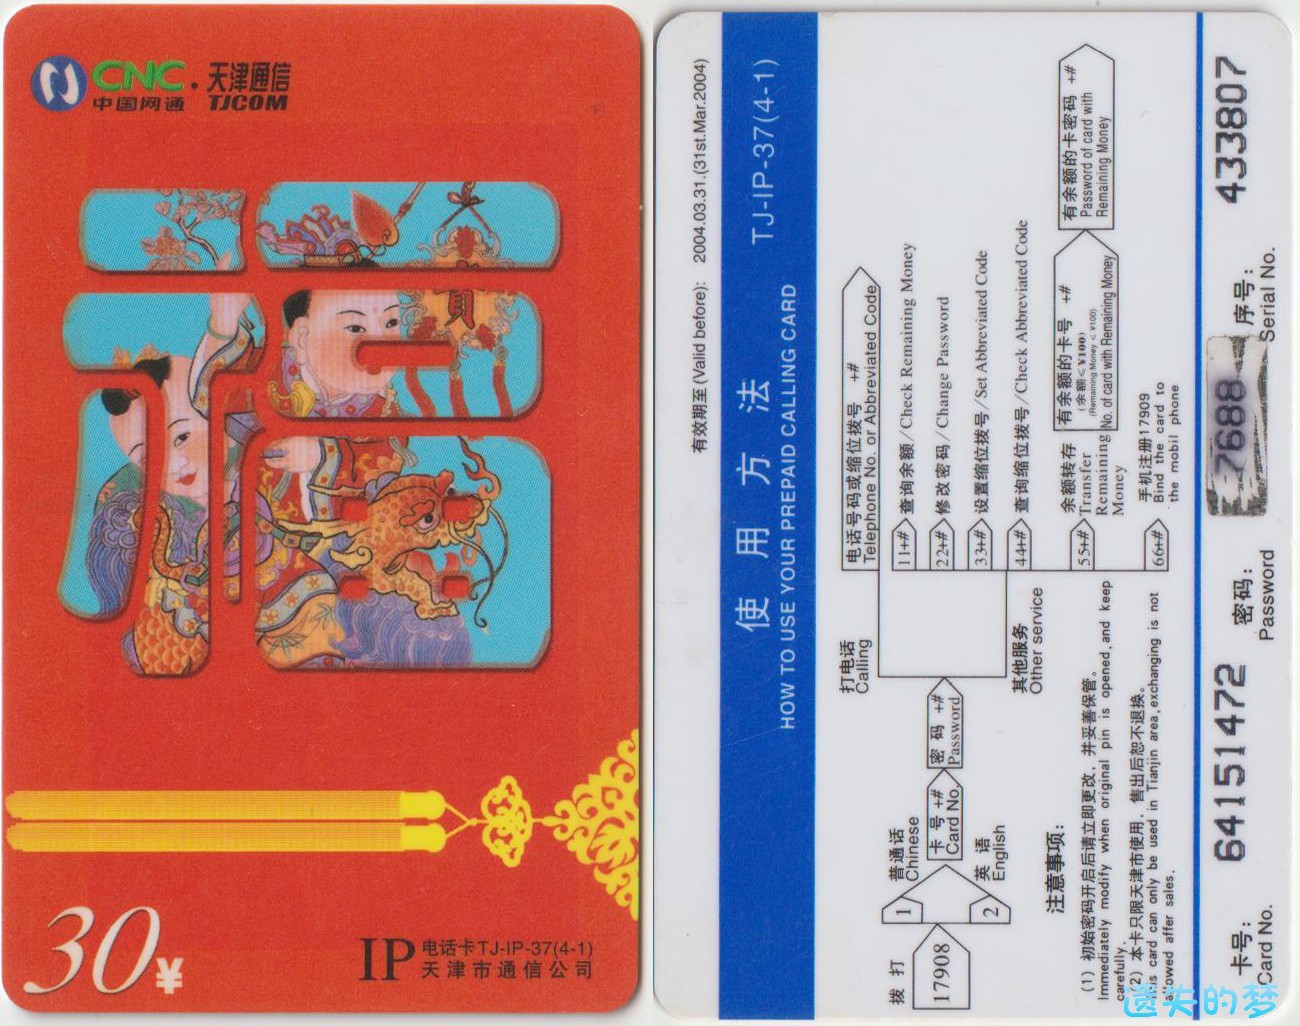 CNC
中国网通
天津通信
TJCOM
福
30
¥
IP
电话卡TJ-IP-37(4-1)
天津市通信公司
有效期至 (Valid before): 2004.03.31.(31st.Mar.2004)
使用方法 TJ-IP-37(4-1)
HOW TO USE YOUR PREPAID CALLING CARD
拨打
17908
1
普通话
Chinese
2
英语
English
卡号+#
Card No.
密码+#
Password
打电话
Calling
电话号码或缩位拨号 +#
Telephone No. or Abbreviated Code
其他服务
Other service
11+# 查询余额/Check Remaining Money
22+# 修改密码/Change Password
33+# 设置缩位拨号/Set Abbreviated Code
44+# 查询缩位拨号/Check Abbreviated Code
55+#
余额转存
Transfer
Remaining
Money
有余额的卡号 +#
(余额<¥100)
(Remaining Money < ¥100)
No. of card with Remaining Money
有余额的卡密码 +#
Password of card with
Remaining Money
66+#
手机注册17909
Bind the card to
the mobil phone
注意事项:
(1) 初始密码开启后请立即更改,并妥善保管。
Immediately modify when original pin is opened,and keep
carefully.
(2) 本卡只限天津市使用,售出后恕不退换。
This card can only be used in Tianjin area,exchanging is not
allowed affer sales.
卡号:
Card No.
64151472
密码:
Password
7688
序号:
Serial No.
433807
遗失的梦